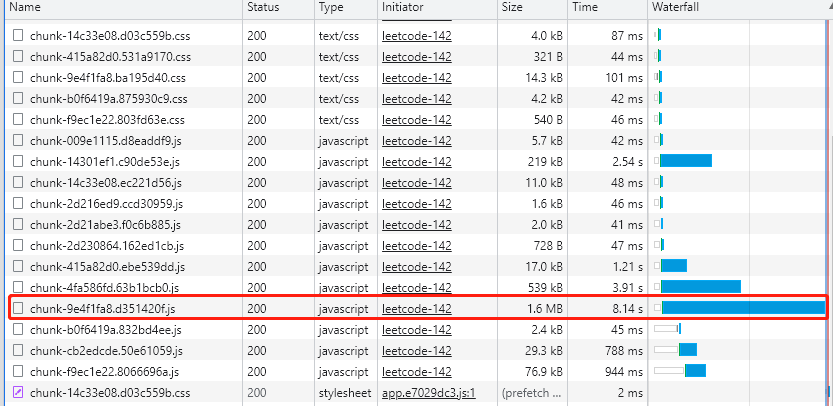 Name Status Type Initiator Size Time Waterfall
chunk-14c33e08.d03c559b.css 200 text/css leetcode-142 4.0 kB 87 ms
chunk-415a82d0.531a9170.css 200 text/css leetcode-142 321 B 44 ms
chunk-9e4f1fa8.ba195d40.css 200 text/css leetcode-142 14.3 kB 101 ms
chunk-b0f6419a.875930c9.css 200 text/css leetcode-142 4.2 kB 42 ms
chunk-f9ec1e22.803fd63e.css 200 text/css leetcode-142 540 B 46 ms
chunk-009e1115.d8eaddf9.js 200 javascript leetcode-142 5.7 kB 42 ms
chunk-14301ef1.c90de53e.js 200 javascript leetcode-142 219 kB 2.54 s
chunk-14c33e08.ec221d56.js 200 javascript leetcode-142 11.0 kB 48 ms
chunk-2d216ed9.ccd30959.js 200 javascript leetcode-142 1.6 kB 46 ms
chunk-2d21abe3.f0c6b885.js 200 javascript leetcode-142 2.0 kB 41 ms
chunk-2d230864.162ed1cb.js 200 javascript leetcode-142 728 B 47 ms
chunk-415a82d0.ebe539dd.js 200 javascript leetcode-142 17.0 kB 1.21 s
chunk-4fa586fd.63b1bcb0.js 200 javascript leetcode-142 539 kB 3.91 s
chunk-9e4f1fa8.d351420f.js 200 javascript leetcode-142 1.6 MB 8.14 s
chunk-b0f6419a.832bd4ee.js 200 javascript leetcode-142 2.4 kB 45 ms
chunk-cb2edcde.50e61059.js 200 javascript leetcode-142 29.3 kB 788 ms
chunk-f9ec1e22.8066696a.js 200 javascript leetcode-142 76.9 kB 944 ms
chunk-14c33e08.d03c559b.css 200 stylesheet app.e7029dc3.js:1 (prefetch ... 2 ms